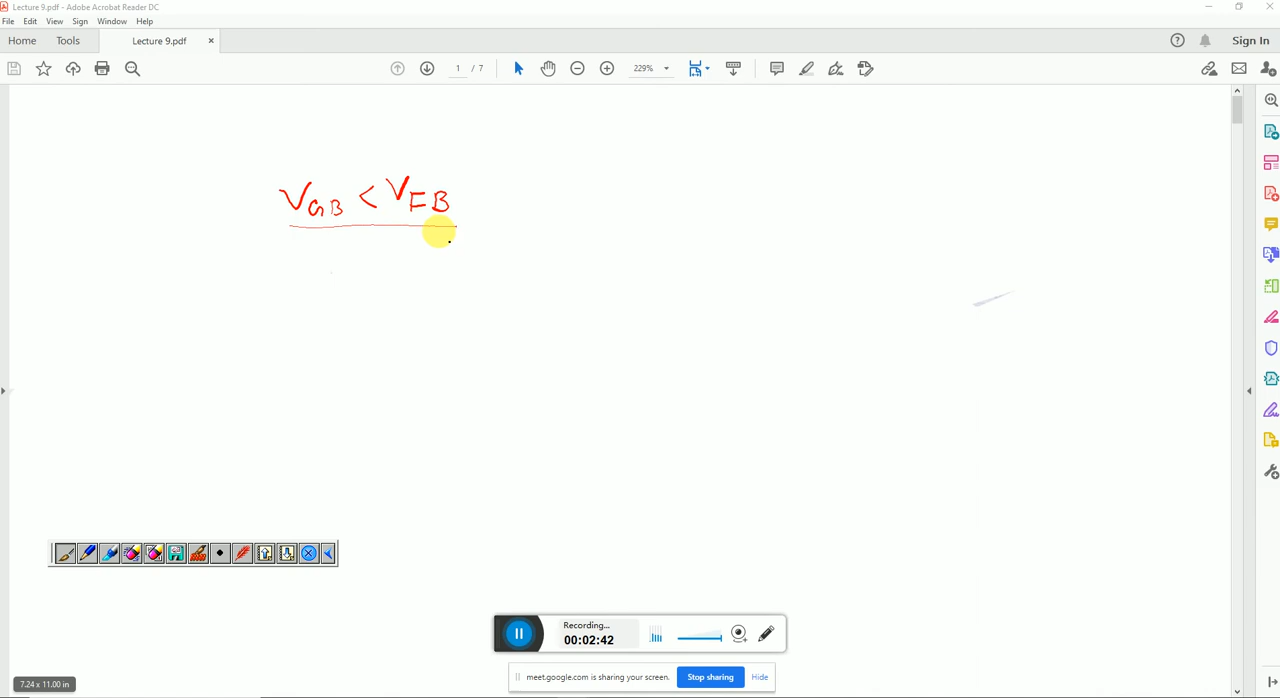 Lecture 9.pdf - Adobe Acrobat Reader DC
File Edit View Sign Window Help
Home Tools Lecture 9.pdf × Sign In
1 / 7 229%
V_GB < V_FB
Recording...
00:02:42
meet.google.com is sharing your screen. Stop sharing Hide
7.24 x 11.00 in